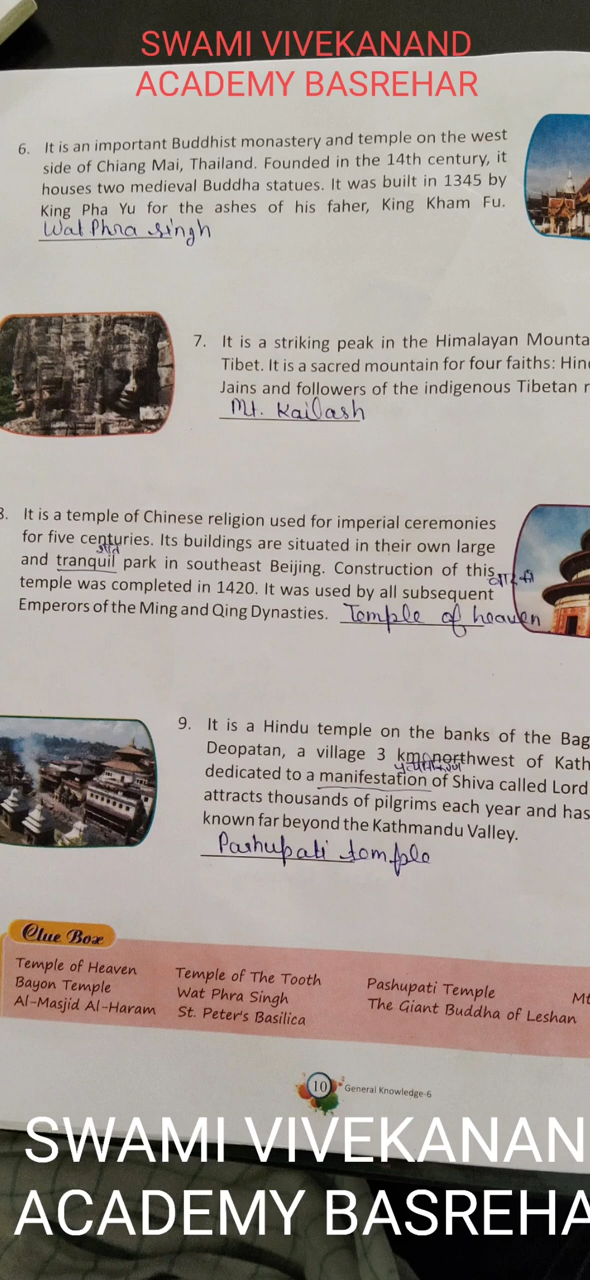 SWAMI VIVEKANAND
ACADEMY BASREHAR
6. It is an important Buddhist monastery and temple on the west
side of Chiang Mai, Thailand. Founded in the 14th century, it
houses two medieval Buddha statues. It was built in 1345 by
King Pha Yu for the ashes of his faher, King Kham Fu.
Wat Phra singh
7. It is a striking peak in the Himalayan Mounta
Tibet. It is a sacred mountain for four faiths: Hin
Jains and followers of the indigenous Tibetan r
Mt. Kailash
8. It is a temple of Chinese religion used for imperial ceremonies
for five centuries. Its buildings are situated in their own large
and tranquil park in southeast Beijing. Construction of this
temple was completed in 1420. It was used by all subsequent
Emperors of the Ming and Qing Dynasties. Temple of heaven
9. It is a Hindu temple on the banks of the Bag
Deopatan, a village 3 km northwest of Kath
dedicated to a manifestation of Shiva called Lord
attracts thousands of pilgrims each year and has
known far beyond the Kathmandu Valley.
Pashupati temple
Clue Box
Temple of Heaven Temple of The Tooth Pashupati Temple Mt
Bayon Temple Wat Phra Singh The Giant Buddha of Leshan
Al-Masjid Al-Haram St. Peter's Basilica
10 General Knowledge-6
SWAMI VIVEKANAN
ACADEMY BASREHA